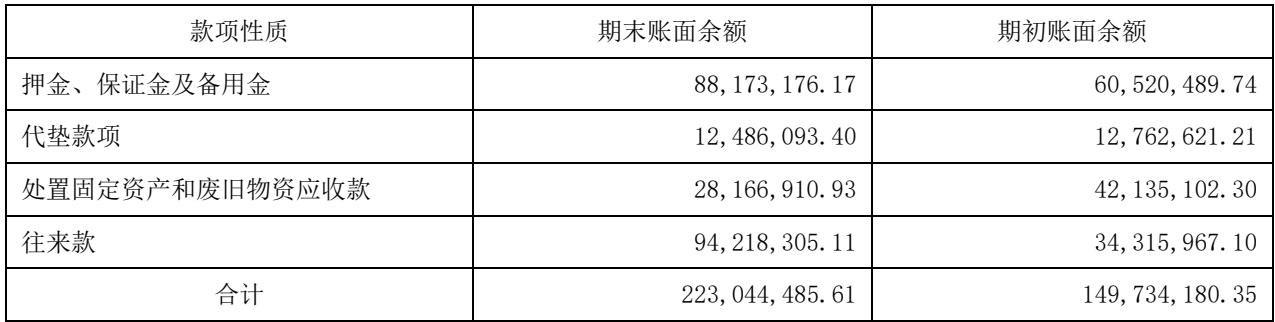 款项性质 期末账面余额 期初账面余额
押金、保证金及备用金 88,173,176.17 60,520,489.74
代垫款项 12,486,093.40 12,762,621.21
处置固定资产和废旧物资应收款 28,166,910.93 42,135,102.30
往来款 94,218,305.11 34,315,967.10
合计 223,044,485.61 149,734,180.35